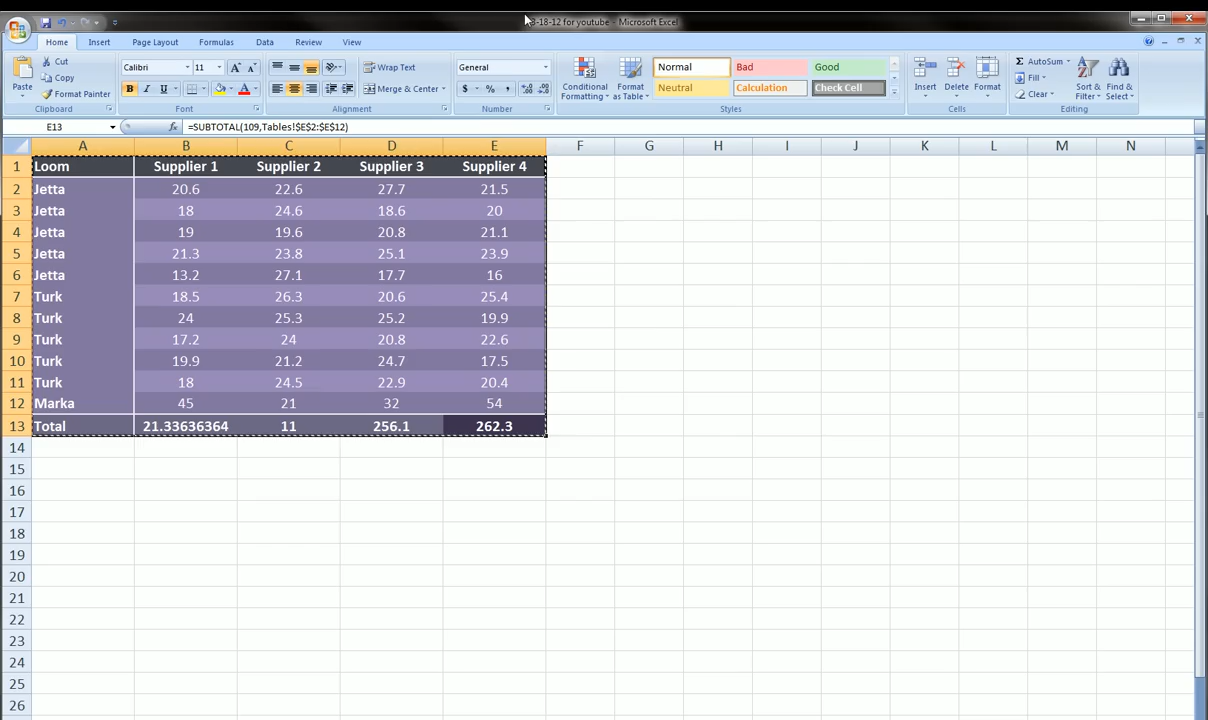 3-18-12 for youtube - Microsoft Excel
Home Insert Page Layout Formulas Data Review View
Paste
Cut
Copy
Format Painter
Clipboard
Calibri 11
B I U
Font
Wrap Text
Merge & Center
Alignment
General
$ % ,
Number
Conditional Formatting
Format as Table
Normal Bad Good
Neutral Calculation Check Cell
Styles
Insert Delete Format
Cells
Σ AutoSum
Fill
Clear
Sort & Filter
Find & Select
Editing
E13 fx =SUBTOTAL(109,Tables!$E$2:$E$12)
A B C D E F G H I J K L M N
1 Loom Supplier 1 Supplier 2 Supplier 3 Supplier 4
2 Jetta 20.6 22.6 27.7 21.5
3 Jetta 18 24.6 18.6 20
4 Jetta 19 19.6 20.8 21.1
5 Jetta 21.3 23.8 25.1 23.9
6 Jetta 13.2 27.1 17.7 16
7 Turk 18.5 26.3 20.6 25.4
8 Turk 24 25.3 25.2 19.9
9 Turk 17.2 24 20.8 22.6
10 Turk 19.9 21.2 24.7 17.5
11 Turk 18 24.5 22.9 20.4
12 Marka 45 21 32 54
13 Total 21.33636364 11 256.1 262.3
14
15
16
17
18
19
20
21
22
23
24
25
26